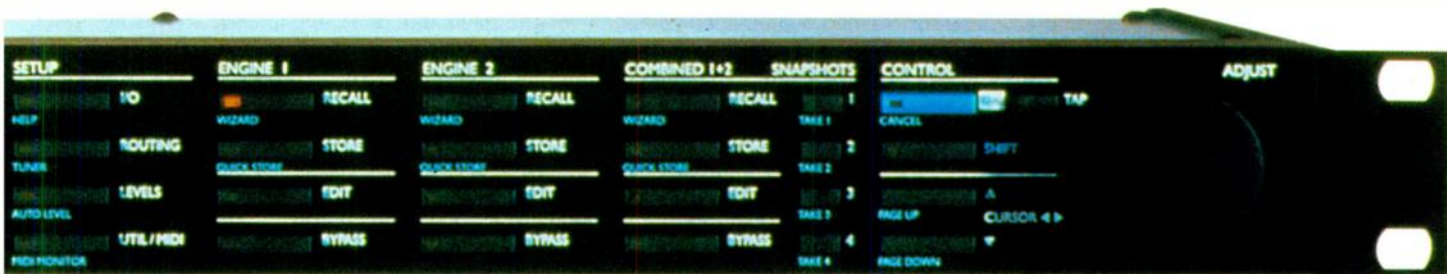 SETUP ENGINE 1 ENGINE 2 COMBINED 1+2 SNAPSHOTS CONTROL ADJUST
I/O RECALL RECALL RECALL 1 TAP
HELP WIZARD WIZARD WIZARD TAKE 1 CANCEL
ROUTING STORE STORE STORE 2 SHIFT
TUNER QUICK STORE QUICK STORE QUICK STORE TAKE 2
LEVELS EDIT EDIT EDIT 3
AUTO LEVEL TAKE 3 PAGE UP CURSOR
UTIL / MIDI BYPASS BYPASS BYPASS 4
MIDI MONITOR TAKE 4 PAGE DOWN